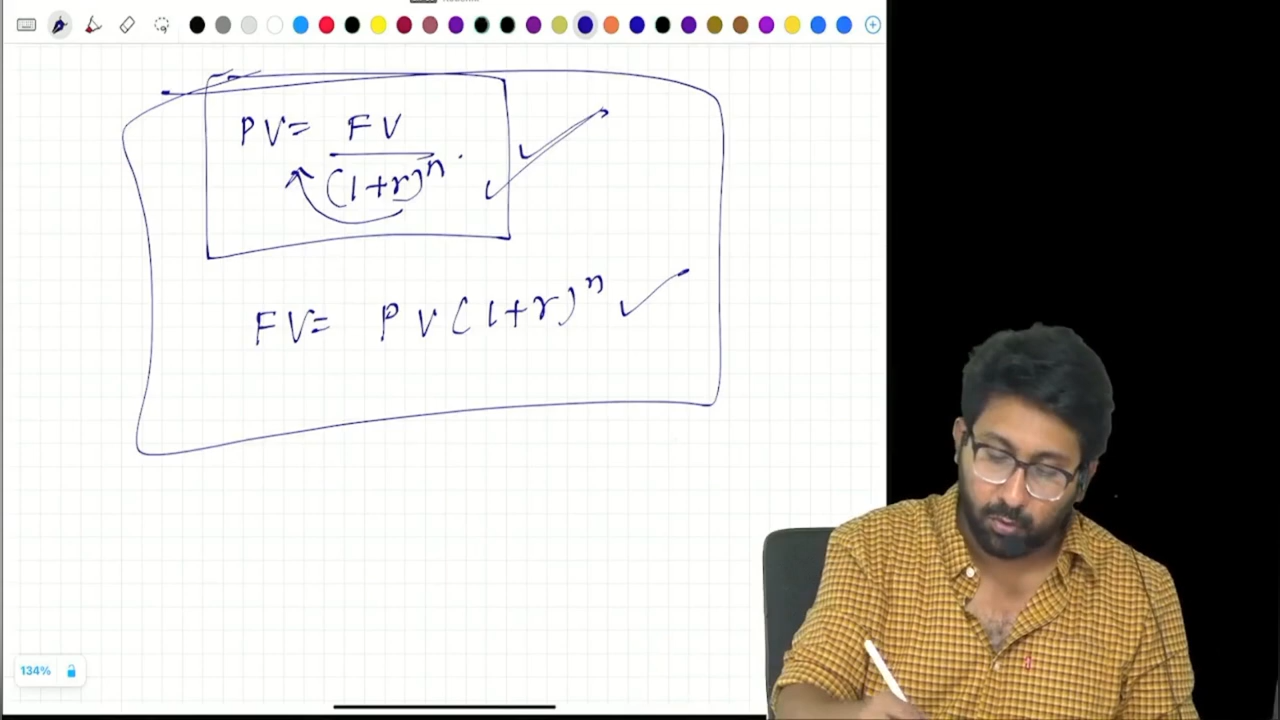 PV = FV
(1+r)^n
FV = PV(1+r)^n
134%